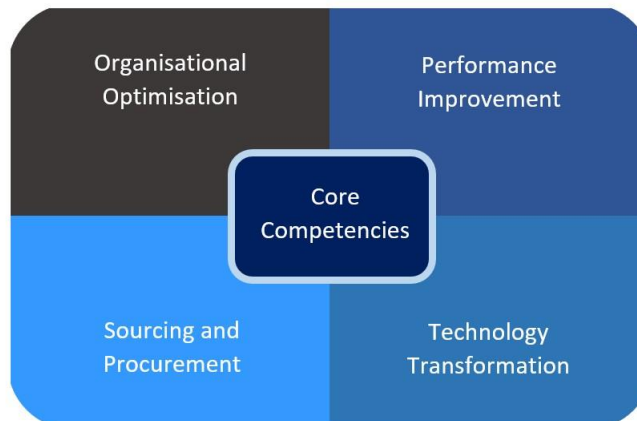 Organisational
Optimisation
Performance
Improvement
Core
Competencies
Sourcing and
Procurement
Technology
Transformation